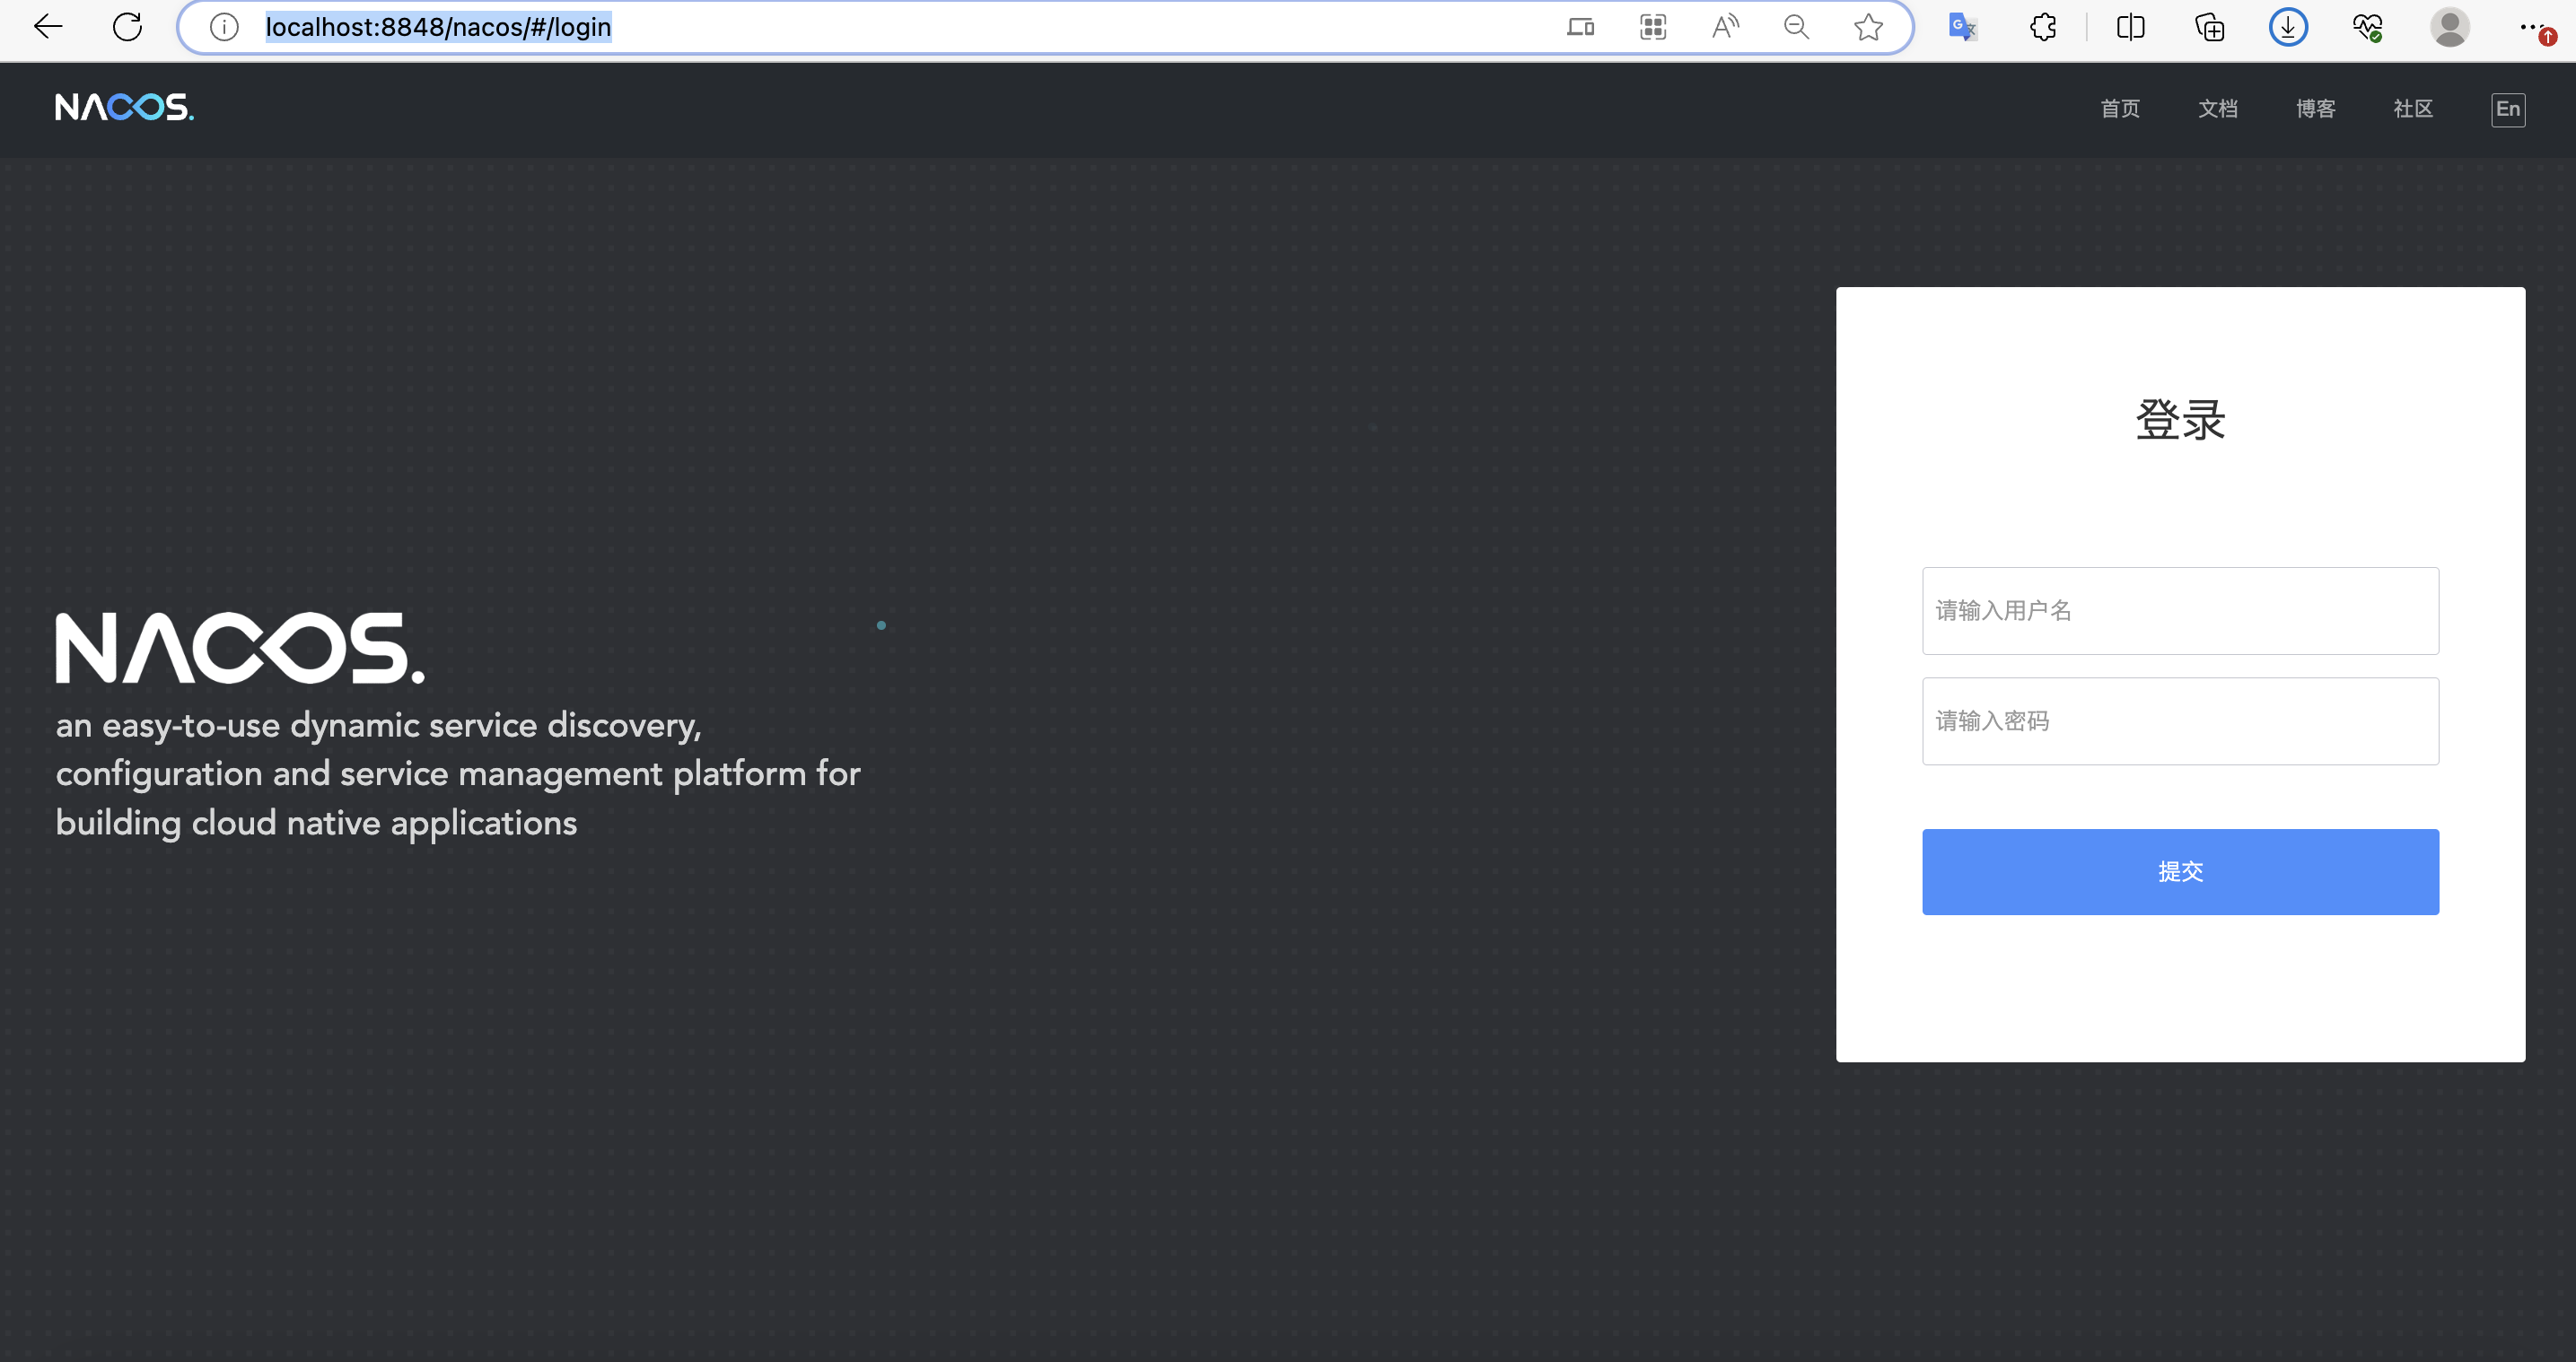 localhost:8848/nacos/#/login
NACOS.
首页
文档
博客
社区
En
登录
请输入用户名
请输入密码
提交
NACOS.
an easy-to-use dynamic service discovery,
configuration and service management platform for
building cloud native applications